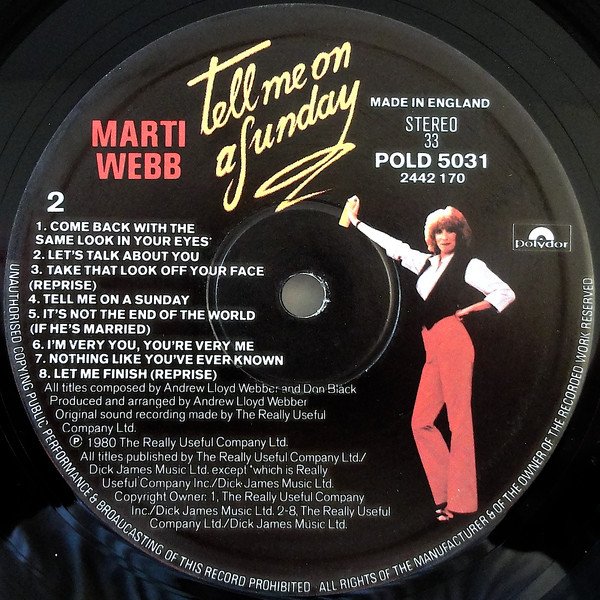 tell me on
a Sunday
MARTI
WEBB
MADE IN ENGLAND
STEREO
33
POLD 5031
2442 170
polydor
2
1. COME BACK WITH THE
SAME LOOK IN YOUR EYES*
2. LET'S TALK ABOUT YOU
3. TAKE THAT LOOK OFF YOUR FACE
(REPRISE)
4. TELL ME ON A SUNDAY
5. IT'S NOT THE END OF THE WORLD
(IF HE'S MARRIED)
6. I'M VERY YOU, YOU'RE VERY ME
7. NOTHING LIKE YOU'VE EVER KNOWN
8. LET ME FINISH (REPRISE)
All titles composed by Andrew Lloyd Webber and Don Black
Produced and arranged by Andrew Lloyd Webber
Original sound recording made by The Really Useful
Company Ltd.
℗ 1980 The Really Useful Company Ltd.
All titles published by The Really Useful Company Ltd./
Dick James Music Ltd. except *which is Really
Useful Company Inc./Dick James Music Ltd.
Copyright Owner: 1, The Really Useful Company
Inc./Dick James Music Ltd. 2-8, The Really Useful
Company Ltd./Dick James Music Ltd.
UNAUTHORISED COPYING PUBLIC PERFORMANCE & BROADCASTING OF THIS RECORD PROHIBITED ALL RIGHTS OF THE MANUFACTURER & OF THE OWNER OF THE RECORDED WORK RESERVED